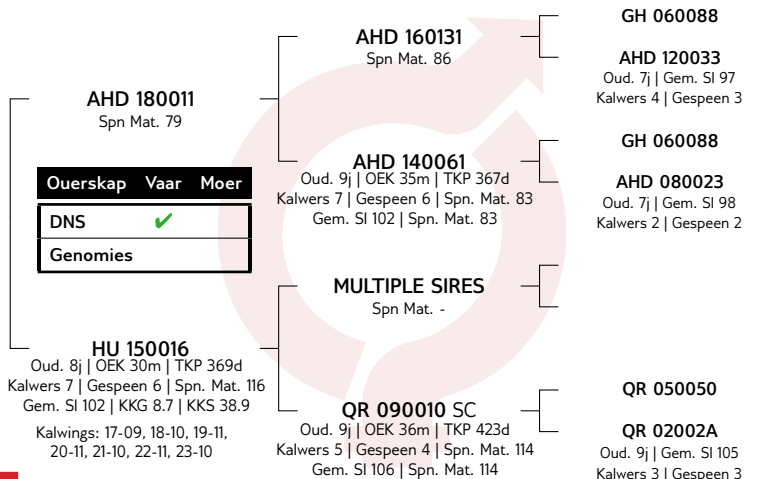 GH 060088
AHD 160131
Spn Mat. 86
AHD 120033
Oud. 7j | Gem. SI 97
Kalwers 4 | Gespeen 3
AHD 180011
Spn Mat. 79
GH 060088
AHD 140061
Oud. 9j | OEK 35m | TKP 367d
Kalwers 7 | Gespeen 6 | Spn. Mat. 83
Gem. SI 102 | Spn. Mat. 83
AHD 080023
Oud. 7j | Gem. SI 98
Kalwers 2 | Gespeen 2
Ouerskap Vaar Moer
DNS ✔
Genomies
MULTIPLE SIRES
Spn Mat. -
HU 150016
Oud. 8j | OEK 30m | TKP 369d
Kalwers 7 | Gespeen 6 | Spn. Mat. 116
Gem. SI 102 | KKG 8.7 | KKS 38.9
Kalwings: 17-09, 18-10, 19-11,
20-11, 21-10, 22-11, 23-10
QR 050050
QR 090010 SC
Oud. 9j | OEK 36m | TKP 423d
Kalwers 5 | Gespeen 4 | Spn. Mat. 114
Gem. SI 106 | Spn. Mat. 114
QR 02002A
Oud. 9j | Gem. SI 105
Kalwers 3 | Gespeen 3